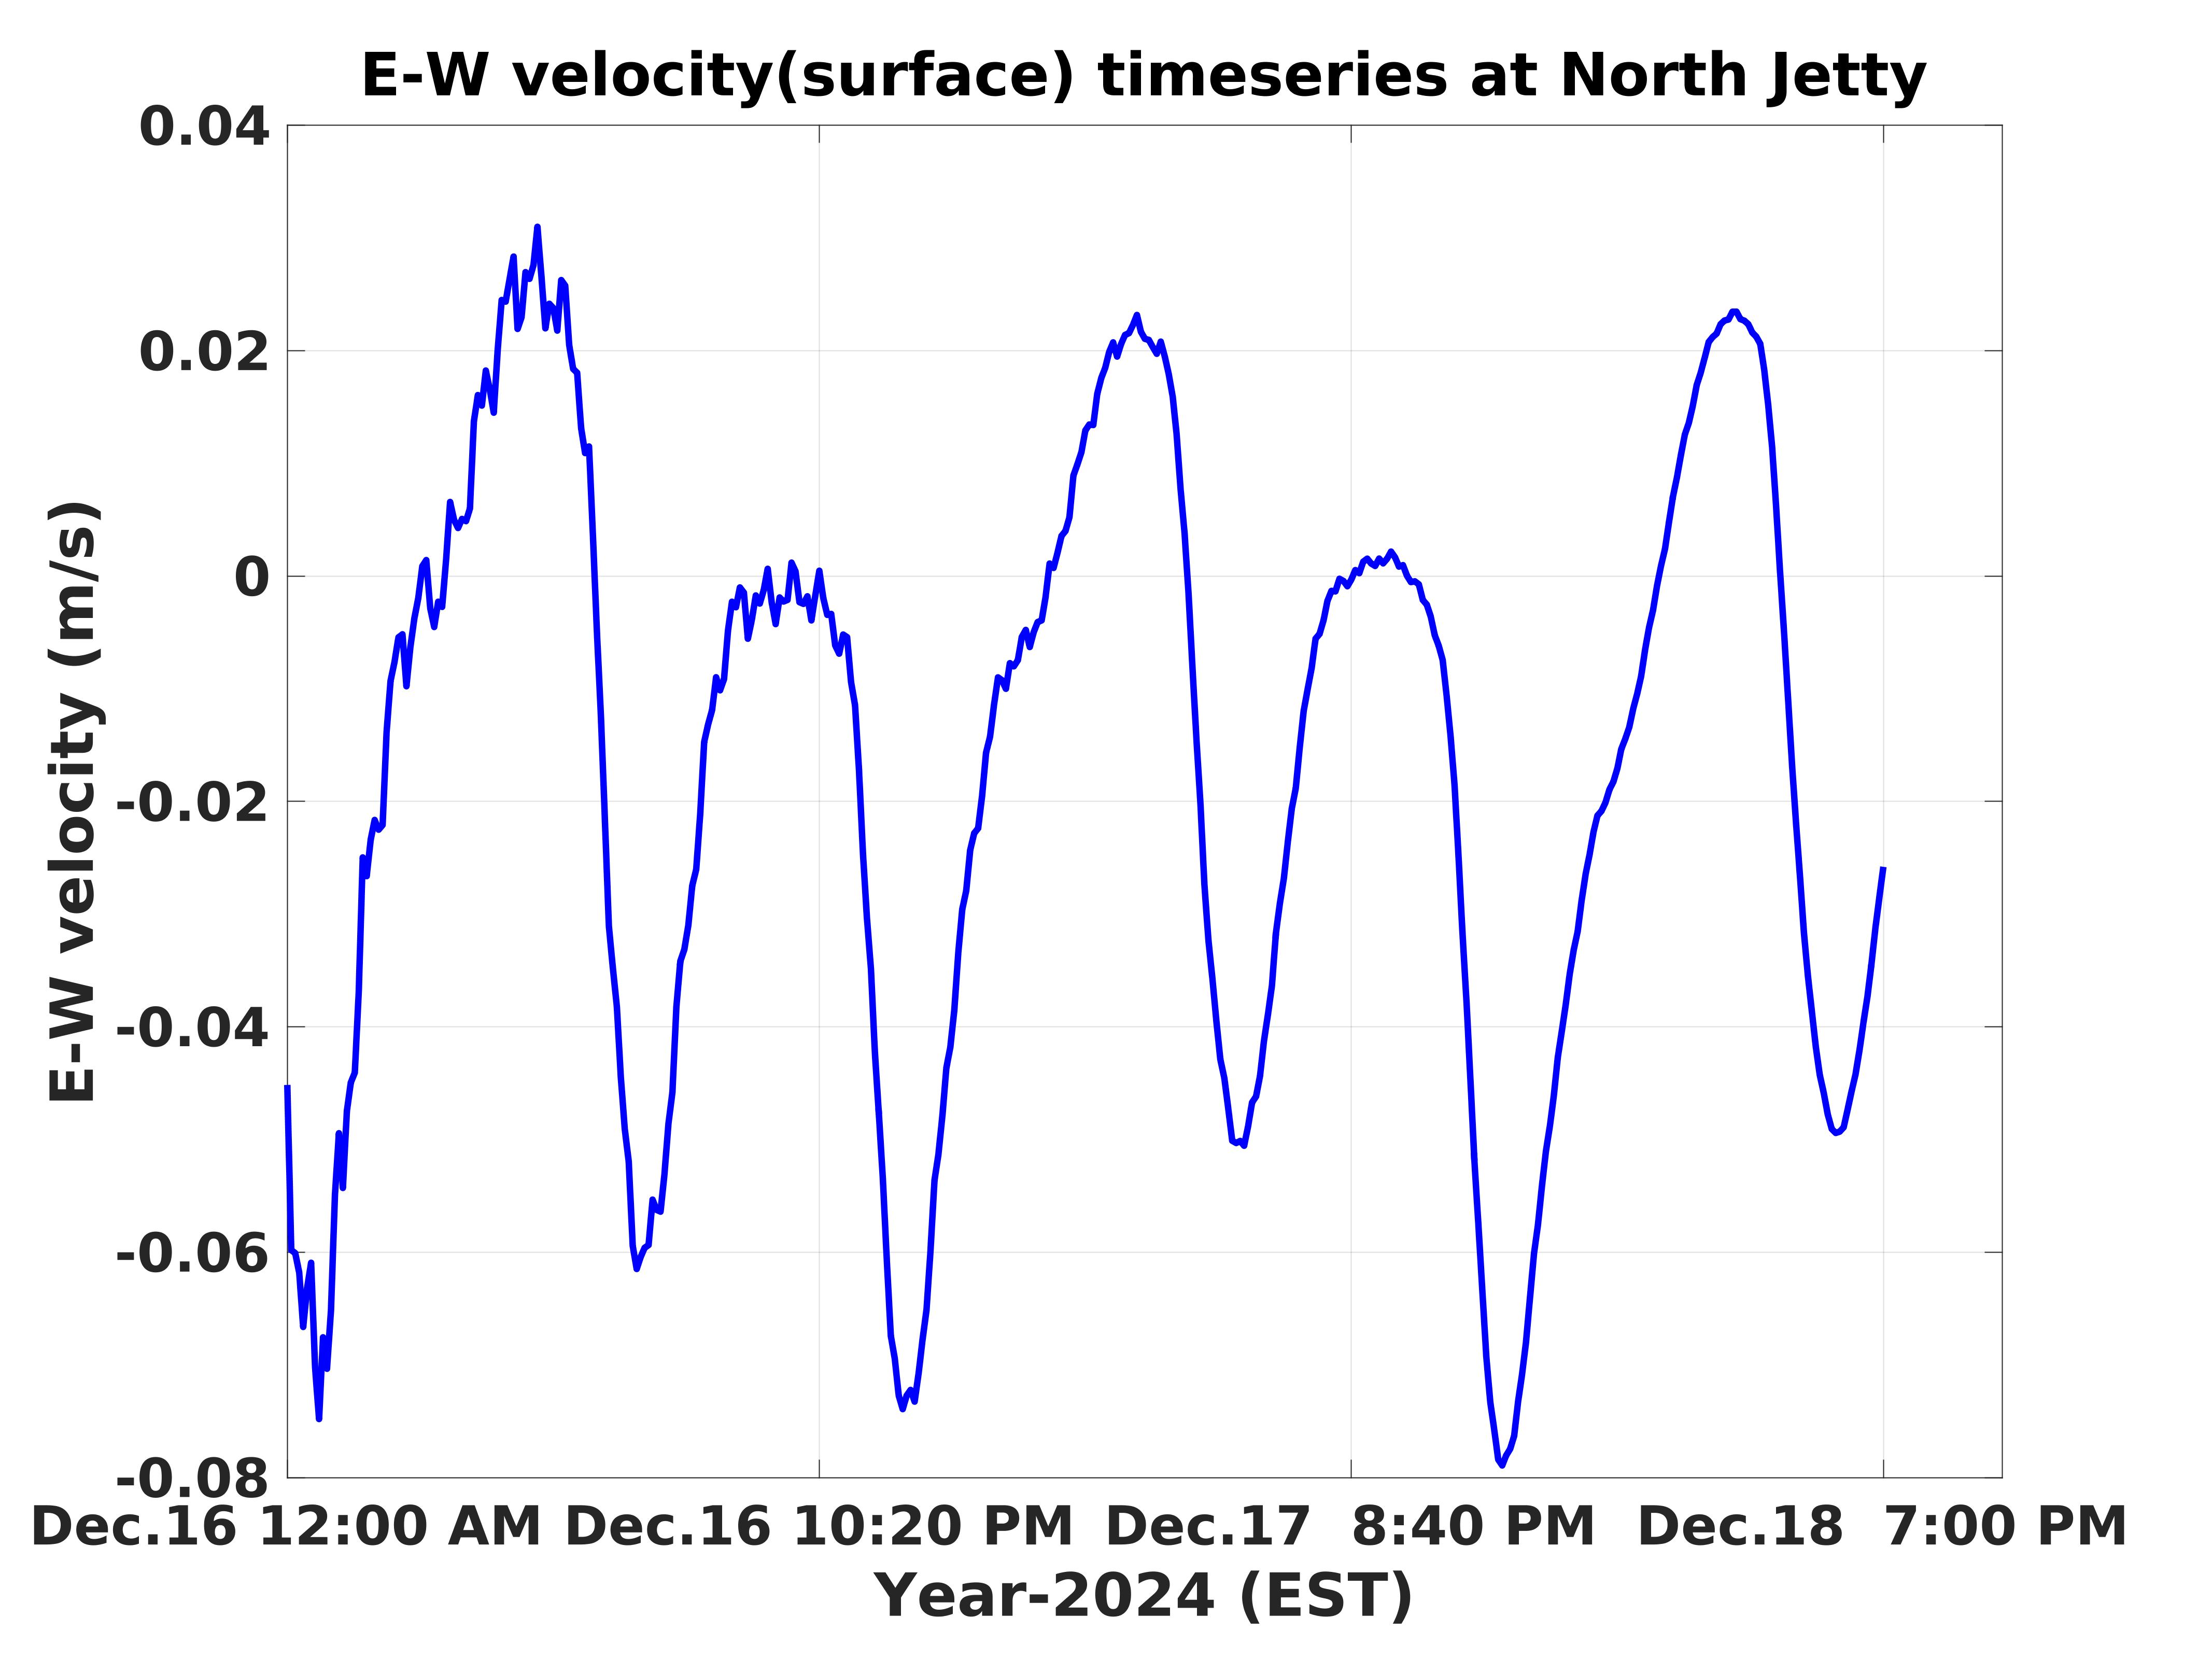 E-W velocity(surface) timeseries at North Jetty
0.04
0.02
0
-0.02
-0.04
-0.06
-0.08
E-W velocity (m/s)
Dec.16 12:00 AM Dec.16 10:20 PM Dec.17 8:40 PM Dec.18 7:00 PM
Year-2024 (EST)